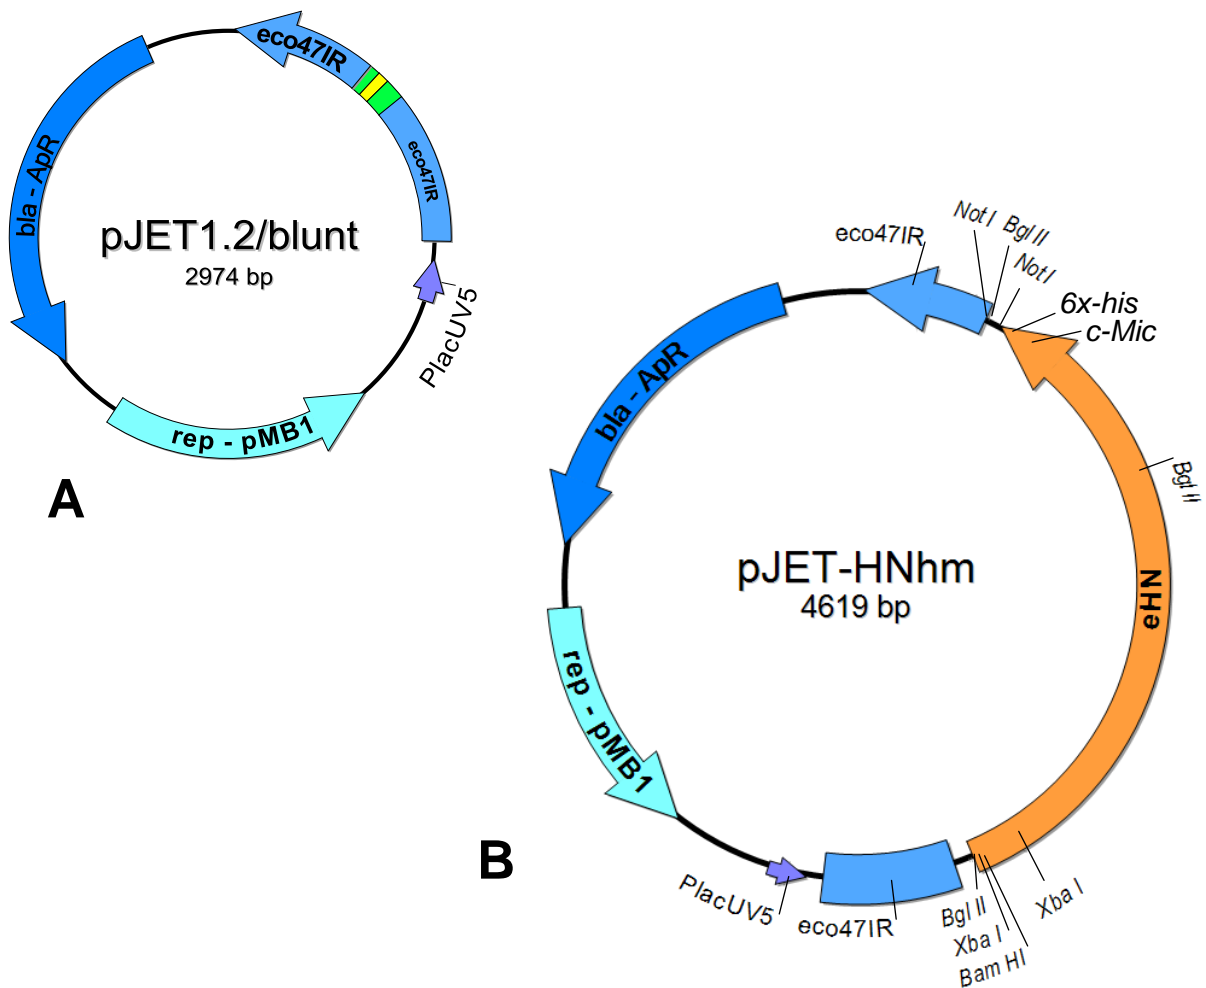 eco47IR
bla - ApR
eco47IR
pJET1.2/blunt
2974 bp
PlacUV5
rep - pMB1
A
Not I
Bgl II
eco47IR
Not I
6x-his
c-Mic
bla - ApR
Bgl II
pJET-HNhm
4619 bp
eHN
rep - pMB1
B
PlacUV5
eco47IR
Bgl II
Xba I
Xba I
Bam HI